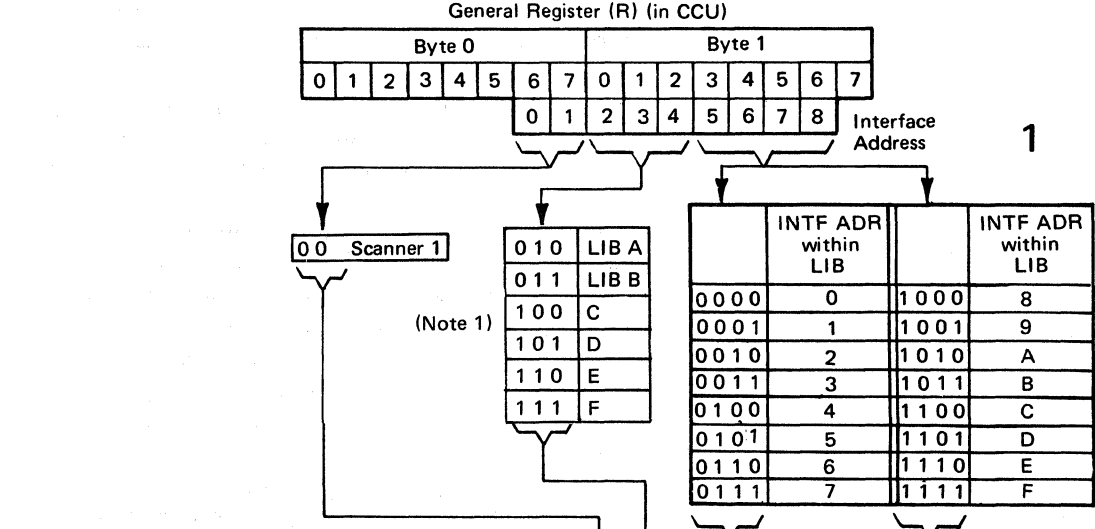 General Register (R) (in CCU)
Byte 0 Byte 1
0 1 2 3 4 5 6 7 0 1 2 3 4 5 6 7
0 1 2 3 4 5 6 7 8
Interface
Address
1
00 Scanner 1
(Note 1)
010 LIB A
011 LIB B
100 C
101 D
110 E
111 F
INTF ADR
within
LIB
INTF ADR
within
LIB
0000 0 1000 8
0001 1 1001 9
0010 2 1010 A
0011 3 1011 B
0100 4 1100 C
0101 5 1101 D
0110 6 1110 E
0111 7 1111 F